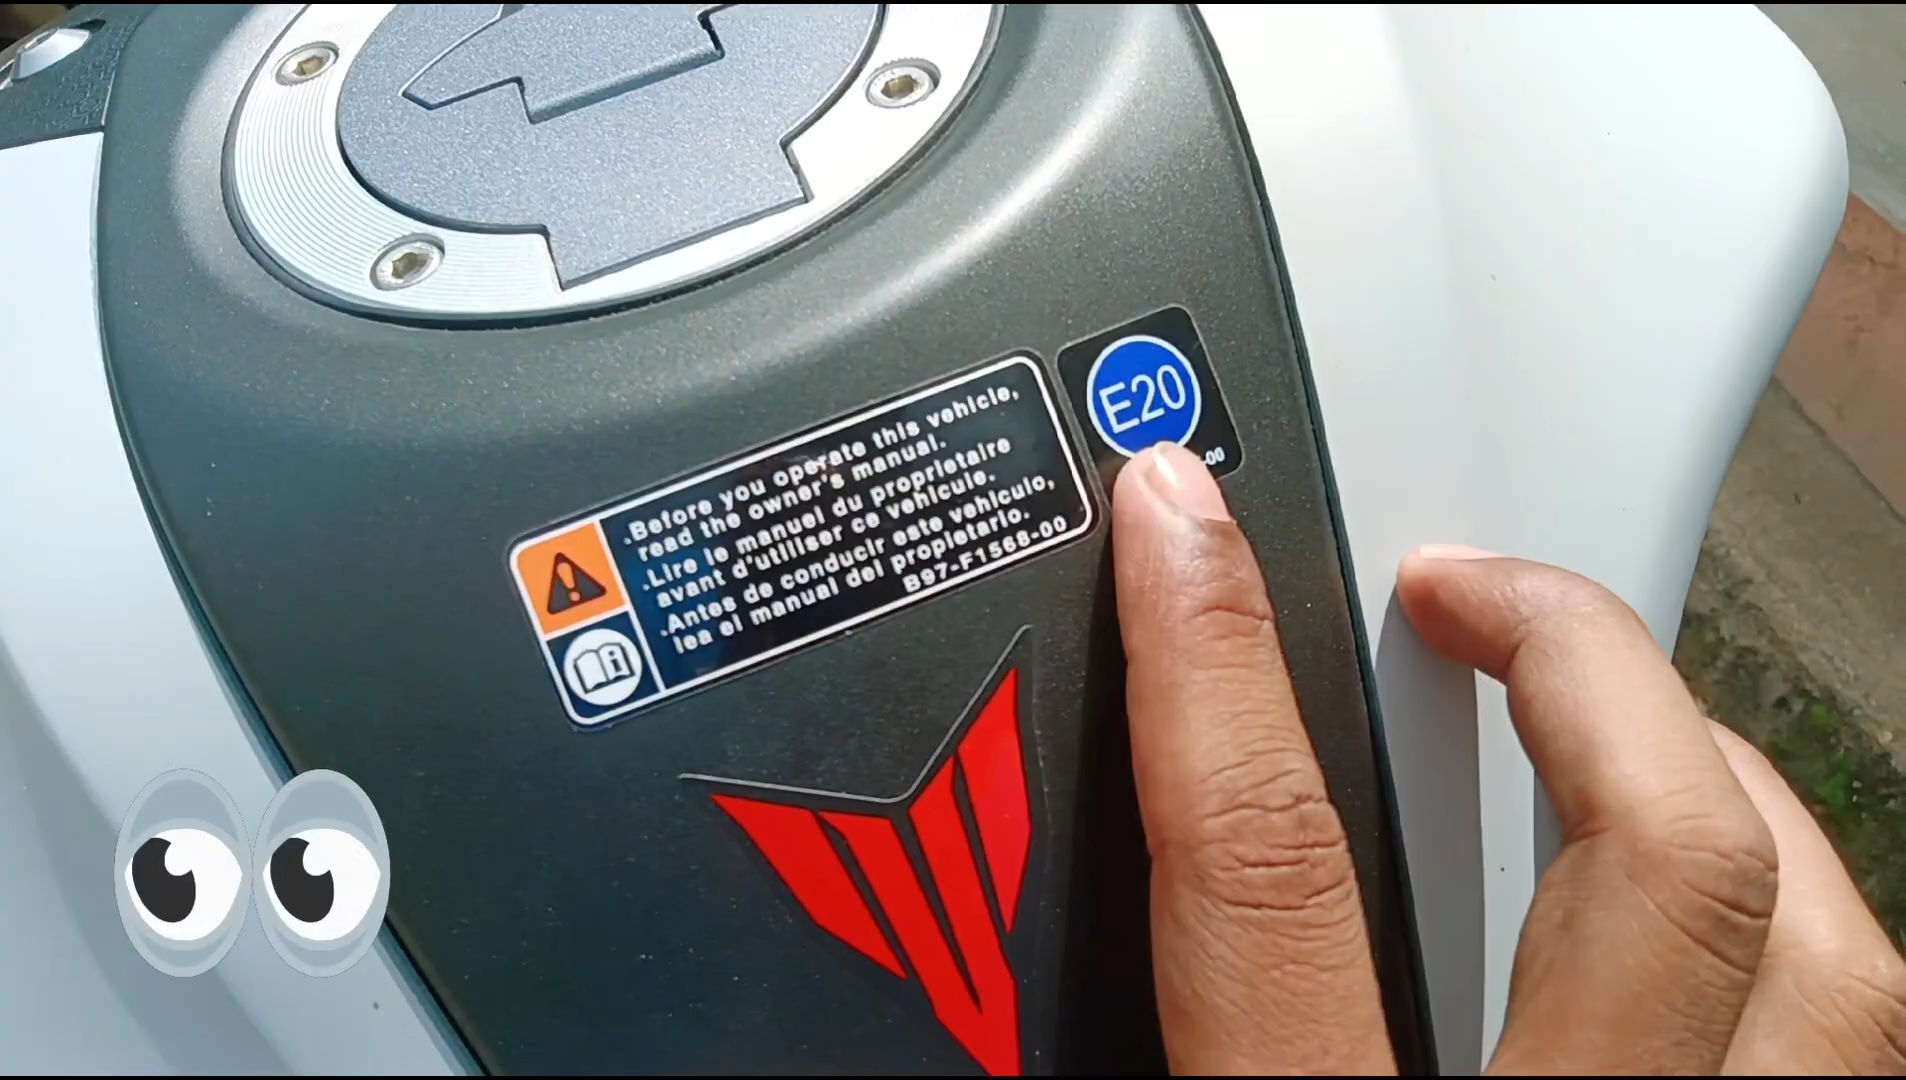 .Before you operate this vehicle,
read the owner's manual.
.Lire le manuel du proprietaire
avant d'utiliser ce vehicule.
.Antes de conducir este vehiculo,
lea el manual del propietario.
B97-F1568-00
E20
-00